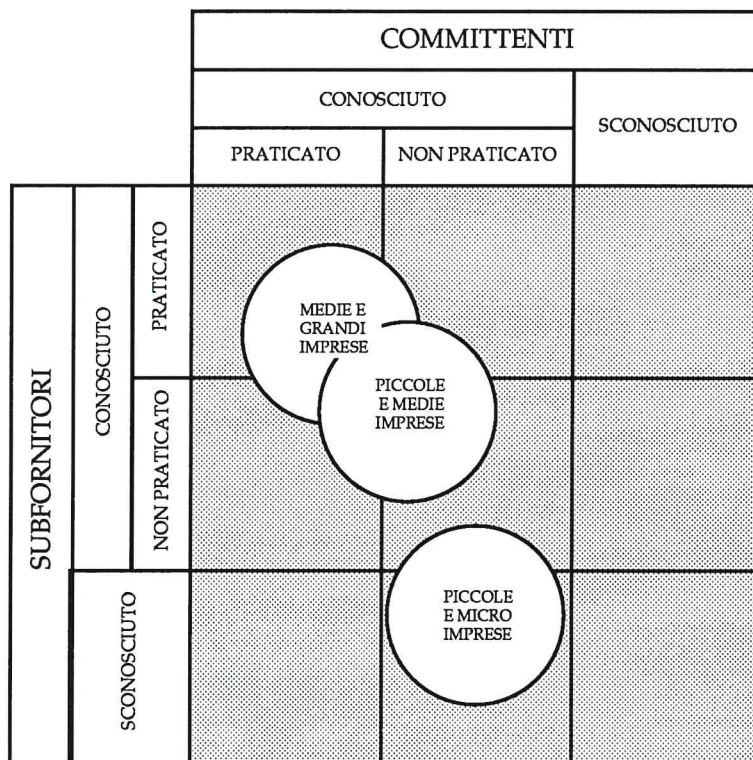 COMMITTENTI
CONOSCIUTO
SCONOSCIUTO
PRATICATO
NON PRATICATO
SUBFORNITORI
CONOSCIUTO
PRATICATO
NON PRATICATO
SCONOSCIUTO
MEDIE E
GRANDI
IMPRESE
PICCOLE
E MEDIE
IMPRESE
PICCOLE
E MICRO
IMPRESE